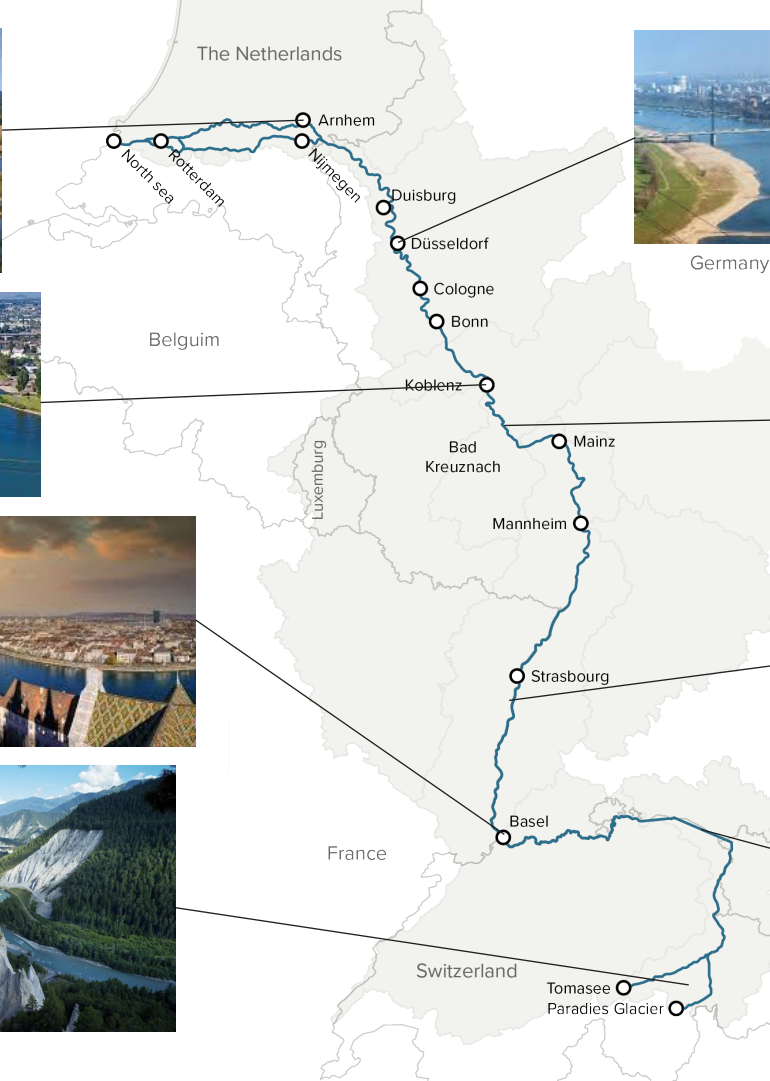 The Netherlands
Arnhem
North sea
Rotterdam
Nijmegen
Duisburg
Düsseldorf
Germany
Cologne
Bonn
Belguim
Koblenz
Mainz
Bad
Kreuznach
Luxemburg
Mannheim
Strasbourg
Basel
France
Switzerland
Tomasee
Paradies Glacier